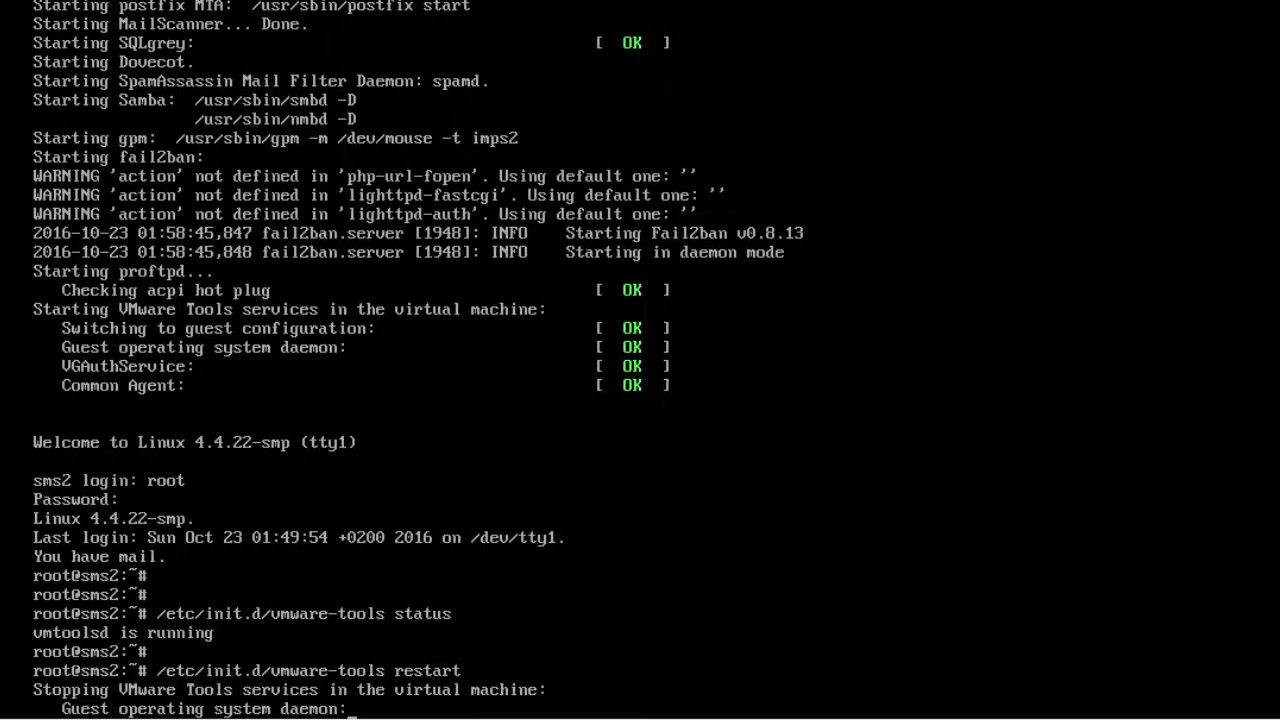 Starting postfix MTA:  /usr/sbin/postfix start
Starting MailScanner... Done.
Starting SQLgrey:                                          [  OK  ]
Starting Dovecot.
Starting SpamAssassin Mail Filter Daemon: spamd.
Starting Samba:  /usr/sbin/smbd -D
                 /usr/sbin/nmbd -D
Starting gpm:  /usr/sbin/gpm -m /dev/mouse -t imps2
Starting fail2ban:
WARNING 'action' not defined in 'php-url-fopen'. Using default one: ''
WARNING 'action' not defined in 'lighttpd-fastcgi'. Using default one: ''
WARNING 'action' not defined in 'lighttpd-auth'. Using default one: ''
2016-10-23 01:58:45,847 fail2ban.server [1948]: INFO    Starting Fail2ban v0.8.13
2016-10-23 01:58:45,848 fail2ban.server [1948]: INFO    Starting in daemon mode
Starting proftpd...
   Checking acpi hot plug                                  [  OK  ]
Starting VMware Tools services in the virtual machine:
   Switching to guest configuration:                       [  OK  ]
   Guest operating system daemon:                          [  OK  ]
   VGAuthService:                                          [  OK  ]
   Common Agent:                                           [  OK  ]
Welcome to Linux 4.4.22-smp (tty1)
sms2 login: root
Password:
Linux 4.4.22-smp.
Last login: Sun Oct 23 01:49:54 +0200 2016 on /dev/tty1.
You have mail.
root@sms2:~#
root@sms2:~#
root@sms2:~# /etc/init.d/vmware-tools status
vmtoolsd is running
root@sms2:~#
root@sms2:~# /etc/init.d/vmware-tools restart
Stopping VMware Tools services in the virtual machine:
   Guest operating system daemon:_